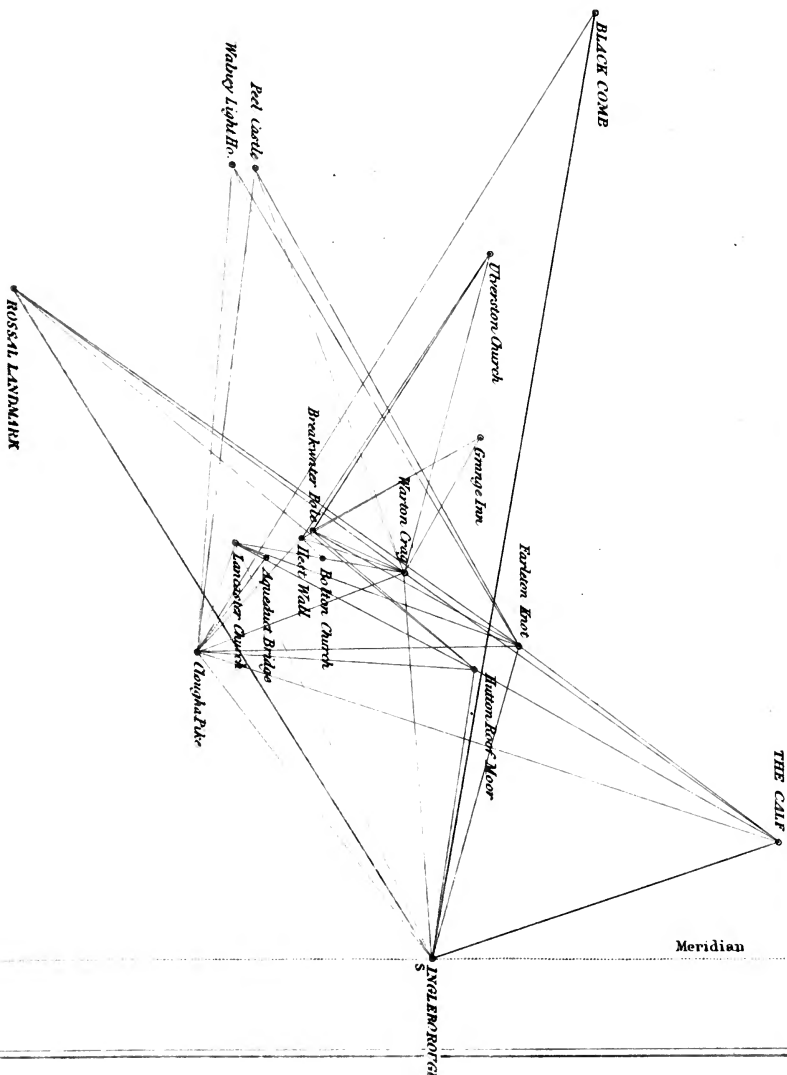 BLACK COMB
Walney Light Ho.
Peel Castle
Ulverston Church
ROSSAL LANDMARK
Grange Inn
Breakwater Pole
Warton Crag
Farleton Knot
Hest Wall
Bolton Church
Lancaster Church
Aqueduct Bridge
Clougha Pike
Hutton Roof Moor
THE CALF
Meridian
S
INGLEBOROUGH